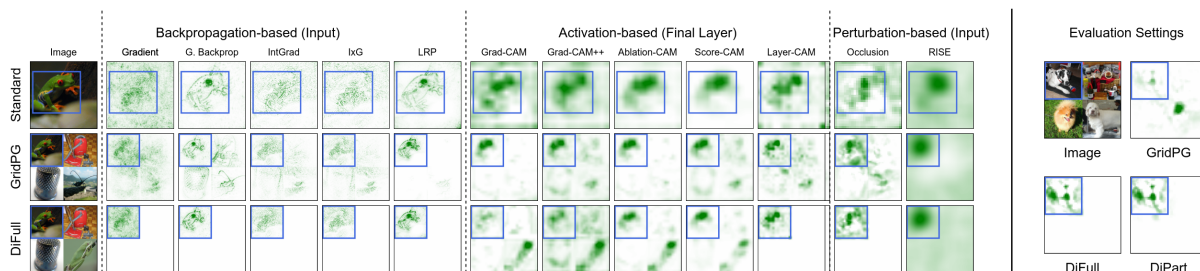 Backpropagation-based (Input)
Activation-based (Final Layer)
Perturbation-based (Input)
Evaluation Settings
Image
Gradient
G. Backprop
IntGrad
IxG
LRP
Grad-CAM
Grad-CAM++
Ablation-CAM
Score-CAM
Layer-CAM
Occlusion
RISE
Standard
GridPG
DiFull
Image
GridPG
DiFull
DiPart